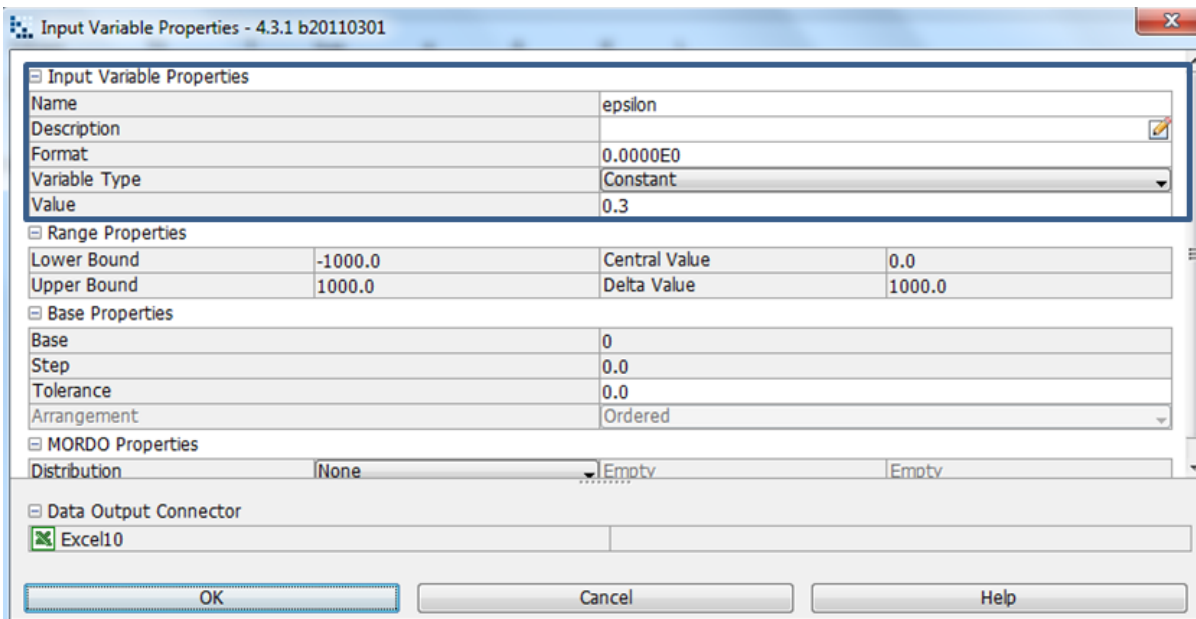 Input Variable Properties - 4.3.1 b20110301
Input Variable Properties
Name epsilon
Description
Format 0.0000E0
Variable Type Constant
Value 0.3
Range Properties
Lower Bound -1000.0 Central Value 0.0
Upper Bound 1000.0 Delta Value 1000.0
Base Properties
Base 0
Step 0.0
Tolerance 0.0
Arrangement Ordered
MORDO Properties
Distribution None Empty Empty
Data Output Connector
Excel10
OK Cancel Help